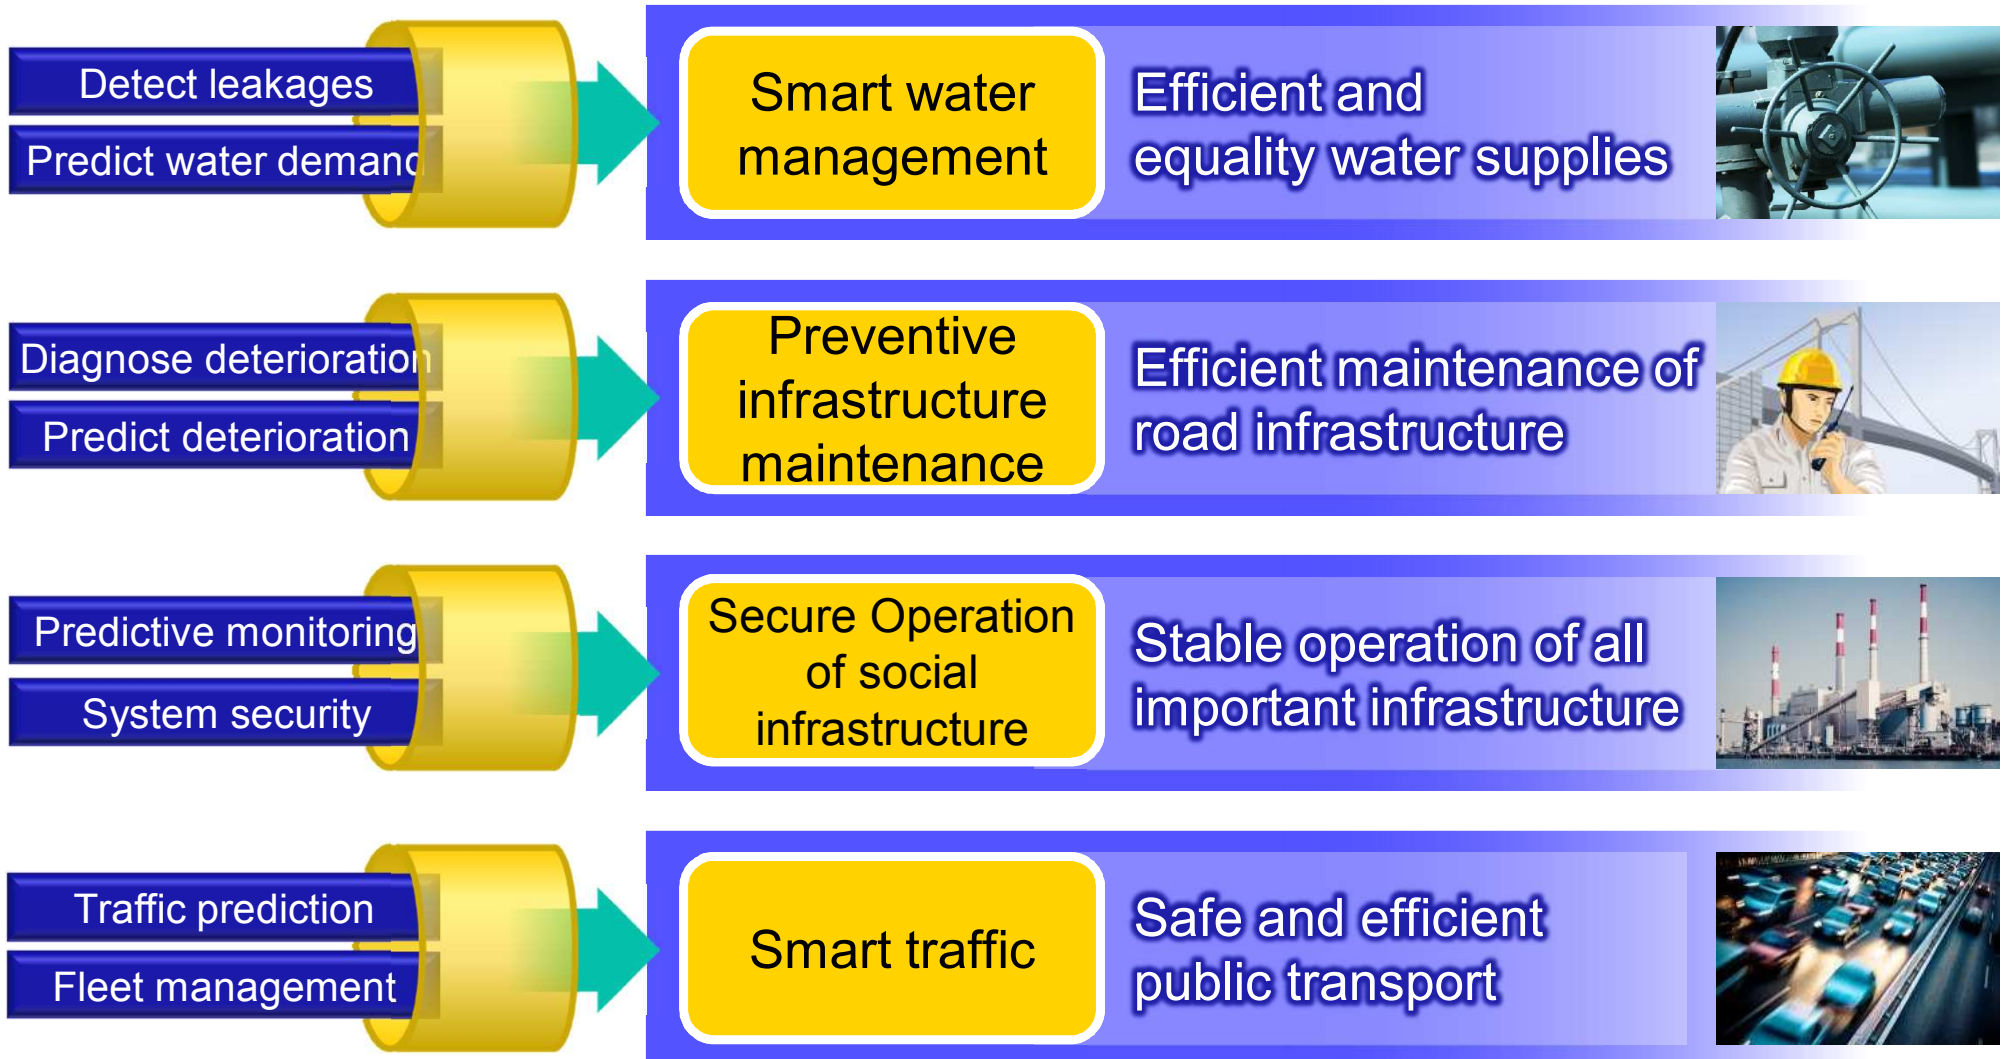 Detect leakages
Predict water demand
Smart water
management
Efficient and
equality water supplies
Diagnose deterioration
Predict deterioration
Preventive
infrastructure
maintenance
Efficient maintenance of
road infrastructure
Predictive monitoring
System security
Secure Operation
of social
infrastructure
Stable operation of all
important infrastructure
Traffic prediction
Fleet management
Smart traffic
Safe and efficient
public transport